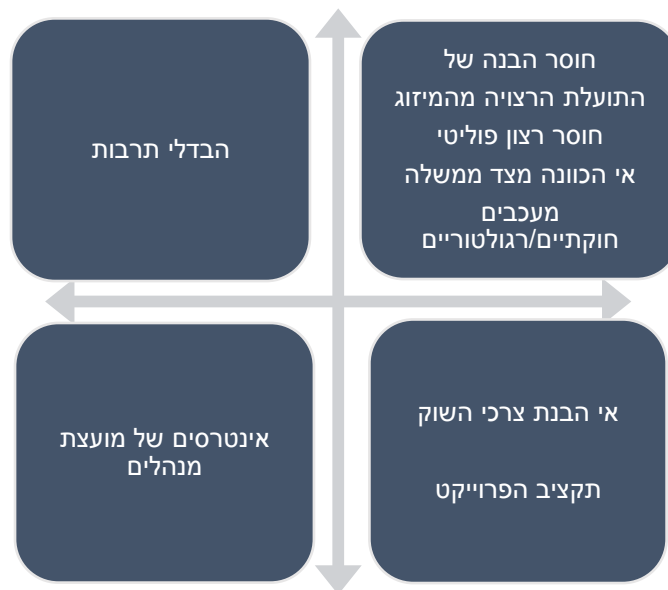 חוסר הבנה של
התועלת הרצויה מהמיזוג
חוסר רצון פוליטי
אי הכוונה מצד ממשלה
מעכבים
חוקתיים/רגולטוריים
הבדלי תרבות
אי הבנת צרכי השוק
תקציב הפרוייקט
אינטרסים של מועצת
מנהלים